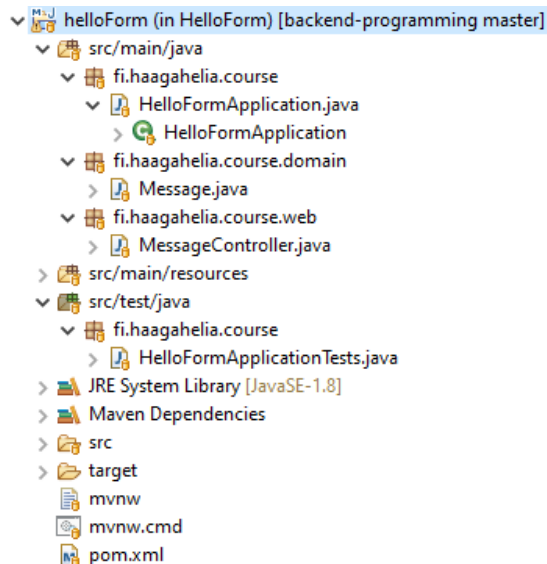 helloForm (in HelloForm) [backend-programming master]
src/main/java
fi.haagahelia.course
HelloFormApplication.java
HelloFormApplication
fi.haagahelia.course.domain
Message.java
fi.haagahelia.course.web
MessageController.java
src/main/resources
src/test/java
fi.haagahelia.course
HelloFormApplicationTests.java
JRE System Library [JavaSE-1.8]
Maven Dependencies
src
target
mvnw
mvnw.cmd
pom.xml